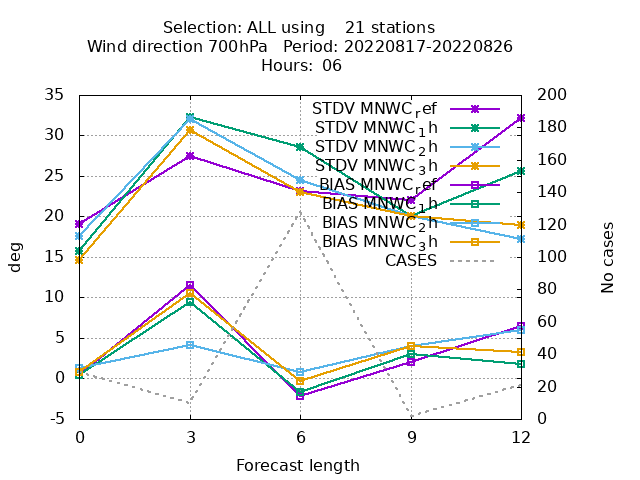 Selection: ALL using    21 stations
Wind direction 700hPa   Period: 20220817-20220826
Hours: 06
35
30
25
20
15
10
5
0
-5
deg
200
180
160
140
120
100
80
60
40
20
0
No cases
STDV MNWC_ref
STDV MNWC_1h
STDV MNWC_2h
STDV MNWC_3h
BIAS MNWC_ref
BIAS MNWC_1h
BIAS MNWC_2h
BIAS MNWC_3h
CASES
0 3 6 9 12
Forecast length